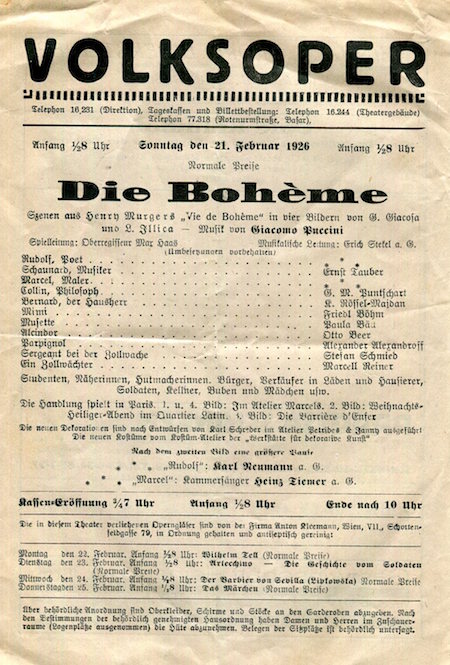 VOLKSOPER
Telephon 16,231 (Direktion), Tageskassen und Billettbestellung: Telephon 16.244 (Theatergebäude)
Telephon 77.318 (Rotenturmstraße, Basar),
Anfang ½8 Uhr Sonntag den 21. Februar 1926 Anfang ½8 Uhr
Normale Preise
Die Bohème
Szenen aus Henry Murgers „Vie de Bohème“ in vier Bildern von G. Giacosa
und L. Illica — Musik von Giacomo Puccini
Spielleitung: Oberregisseur Max Haas Musikalische Leitung: Erich Stekel a. G.
(Umbesetzungen vorbehalten)
Rudolf, Poet * * *
Schaunard, Musiker Ernst Tauber
Marcel, Maler * * *
Collin, Philosoph G. M. Puntschart
Bernard, der Hausherr K. Rössel-Majdan
Mimi Friedl Böhm
Musette Paula Bäu
Alcindor Otto Beer
Parpignol Alexander Alexandroff
Sergeant bei der Zollwache Stefan Schmied
Ein Zollwächter Marcell Reiner
Studenten, Näherinnen, Hutmacherinnen. Bürger, Verkäufer in Läden und Hausierer,
Soldaten, Kellner, Buben und Mädchen usw.
Die Handlung spielt in Paris. 1. u. 4. Bild: Im Atelier Marcels. 2. Bild: Weihnachts-
Heiliger-Abend im Quartier Latin. 3. Bild: Die Barrière d'Enfer
Die neuen Dekorationen sind nach Entwürfen von Karl Schröder im Atelier Petrides & Janny ausgeführt
Die neuen Kostüme vom Kostüm-Atelier der „Werkstätte für dekorative Kunst“
Nach dem zweiten Bild eine größere Pause
* * * „Rudolf“: Karl Neumann a. G.
* * * „Marcel“: Kammersänger Heinz Tiemer a. G.
Kassen-Eröffnung ¾7 Uhr Anfang ½8 Uhr Ende nach 10 Uhr
Die in diesem Theater verliehenen Operngläser sind von der Firma Anton Kleemann, Wien, VII., Schotten-
feldgasse 79, in Ordnung gehalten und antiseptisch gereinigt
Montag den 22. Februar. Anfang ½8 Uhr: Wilhelm Tell (Normale Preise)
Dienstag den 23. Februar. Anfang ½8 Uhr: Arlecchino — Die Geschichte vom Soldaten
(Normale Preise)
Mittwoch den 24. Februar. Anfang ½8 Uhr: Der Barbier von Sevilla (Lipkowska) Normale Preise
Donnerstag den 25. Februar. Anfang ½8 Uhr: Das Märchen (Normale Preise)
Über behördliche Anordnung sind Oberkleider, Schirme und Stöcke an den Garderoben abzugeben. Nach
den Bestimmungen der behördlich genehmigten Hausordnung haben Damen und Herren im Zuschauer-
raume (Logenplätze ausgenommen) die Hüte abzunehmen. Belegen der Sitzplätze ist behördlich untersagt.